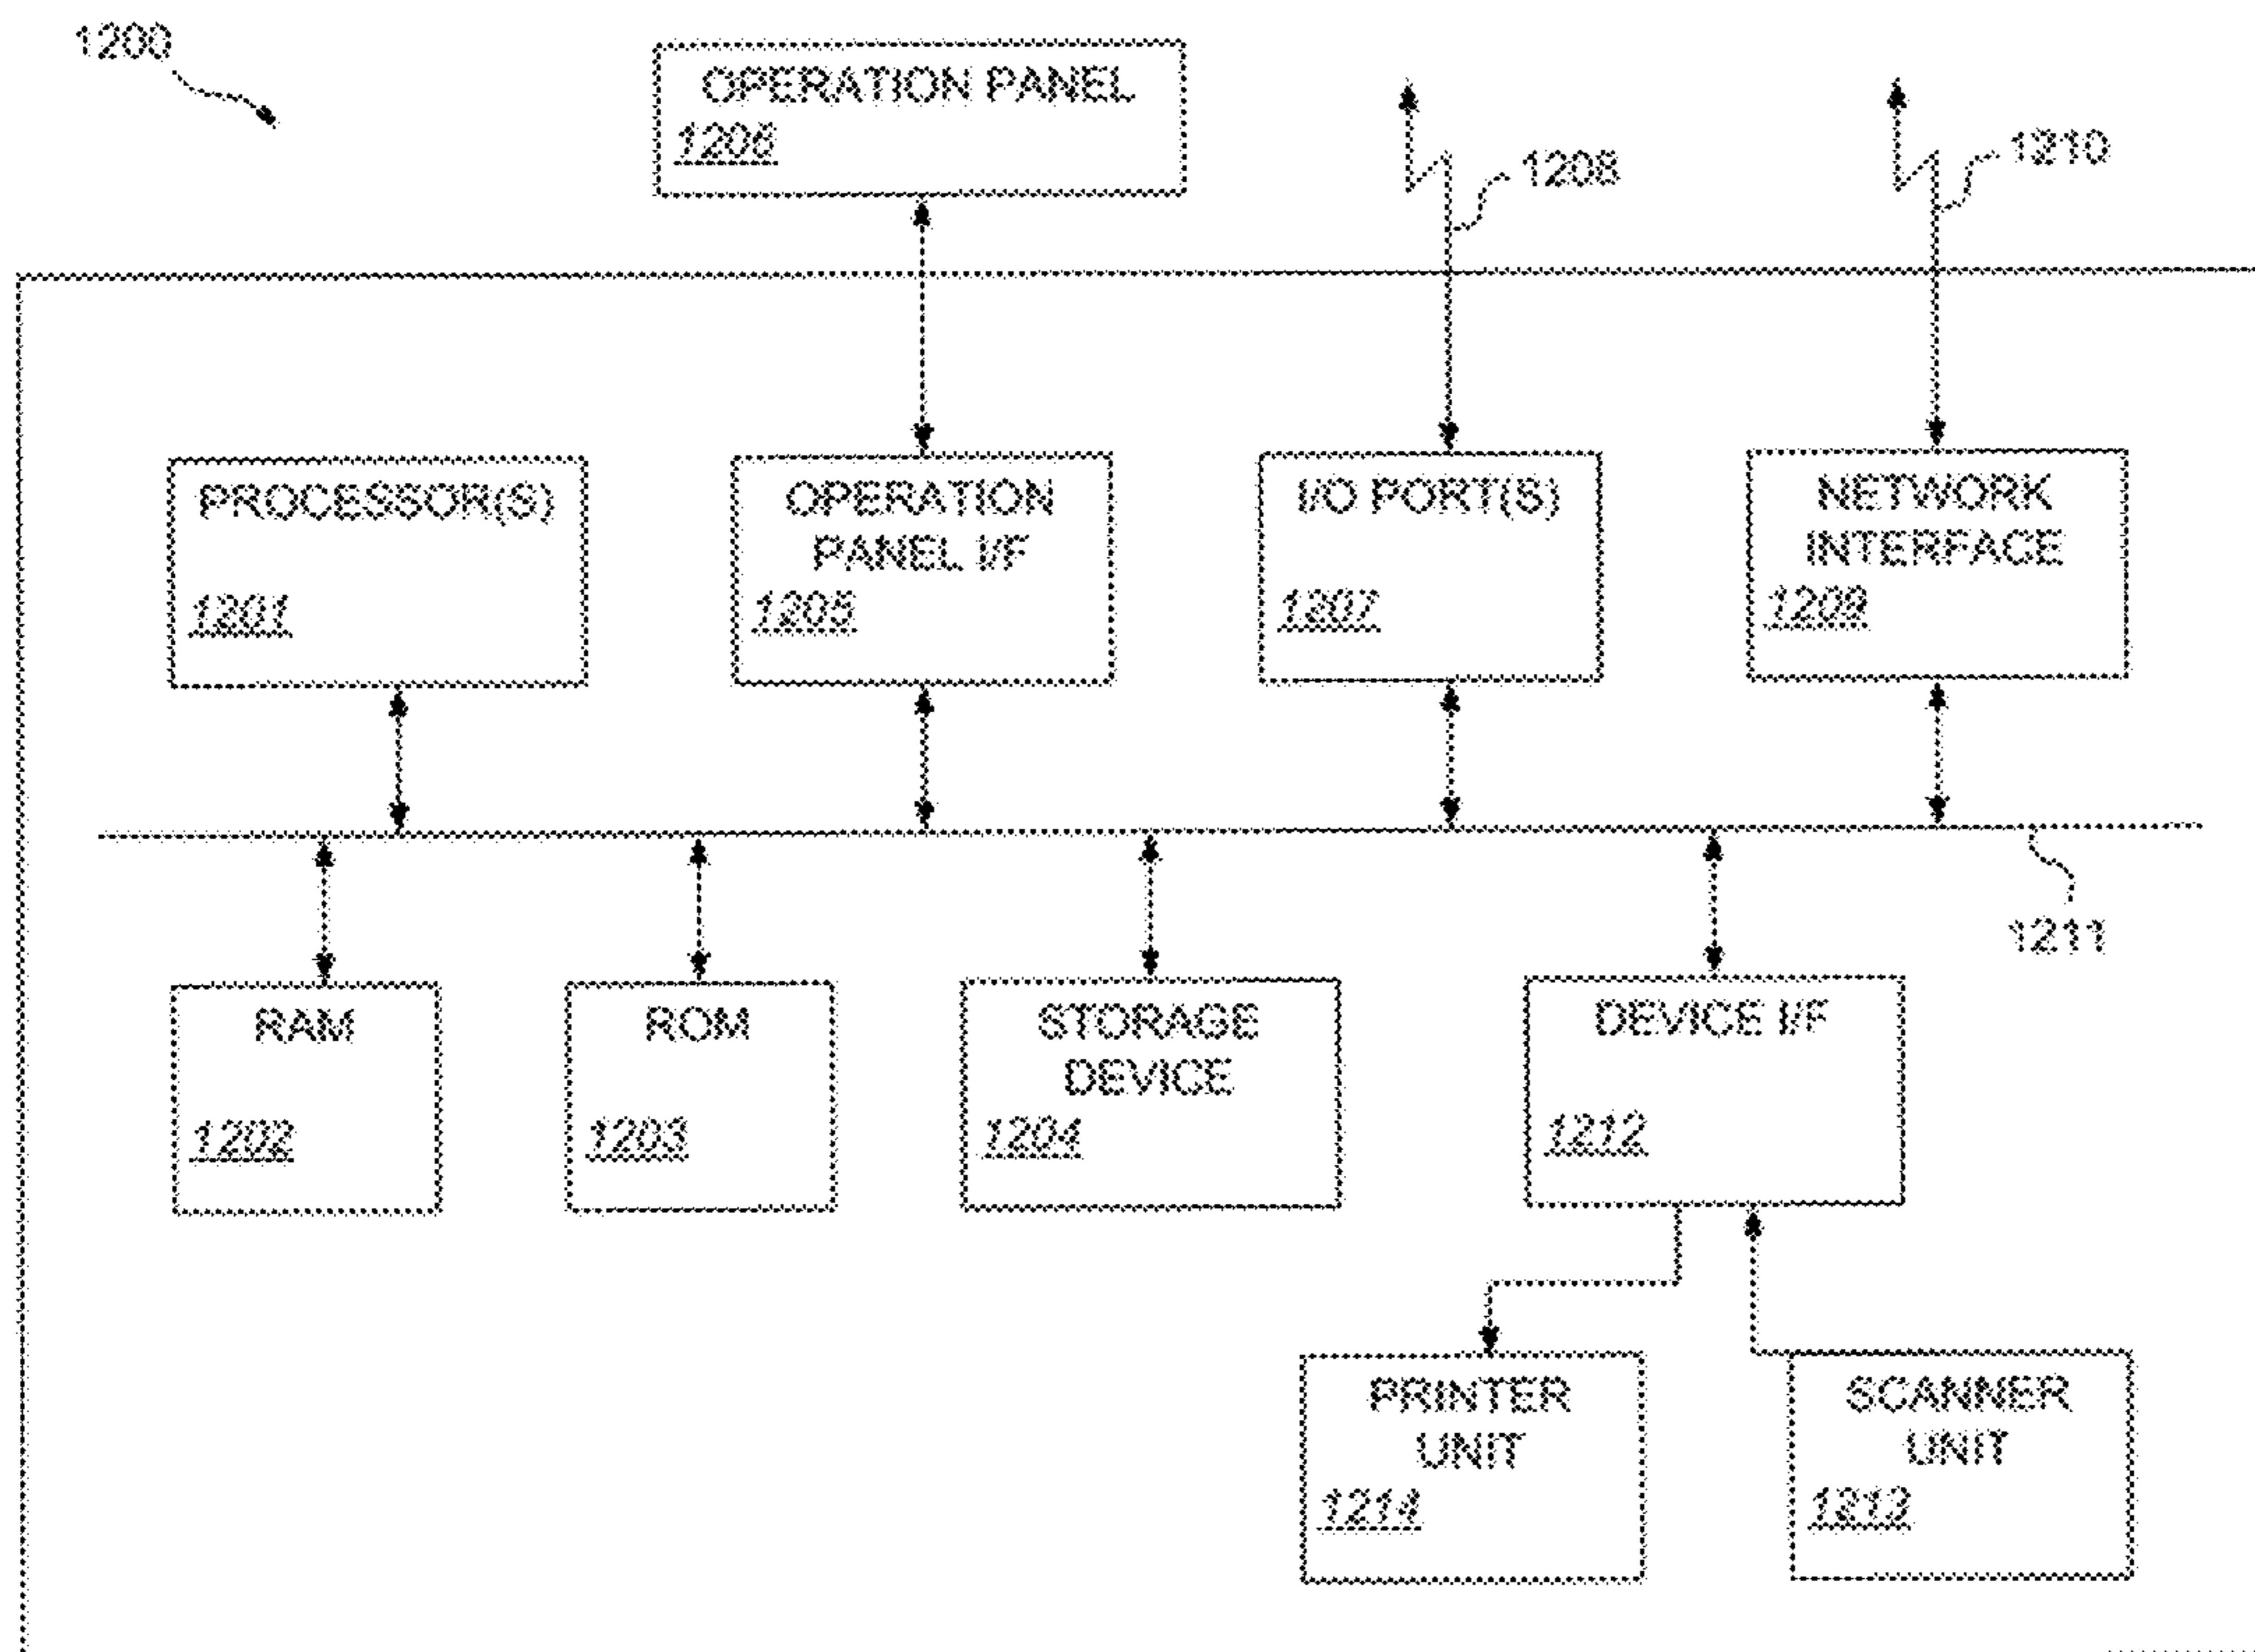 1200
OPERATION PANEL
1206
1208
1210
PROCESSOR(S)
1201
OPERATION
PANEL I/F
1205
I/O PORT(S)
1207
NETWORK
INTERFACE
1209
1211
RAM
1202
ROM
1203
STORAGE
DEVICE
1204
DEVICE I/F
1212
PRINTER
UNIT
1214
SCANNER
UNIT
1213